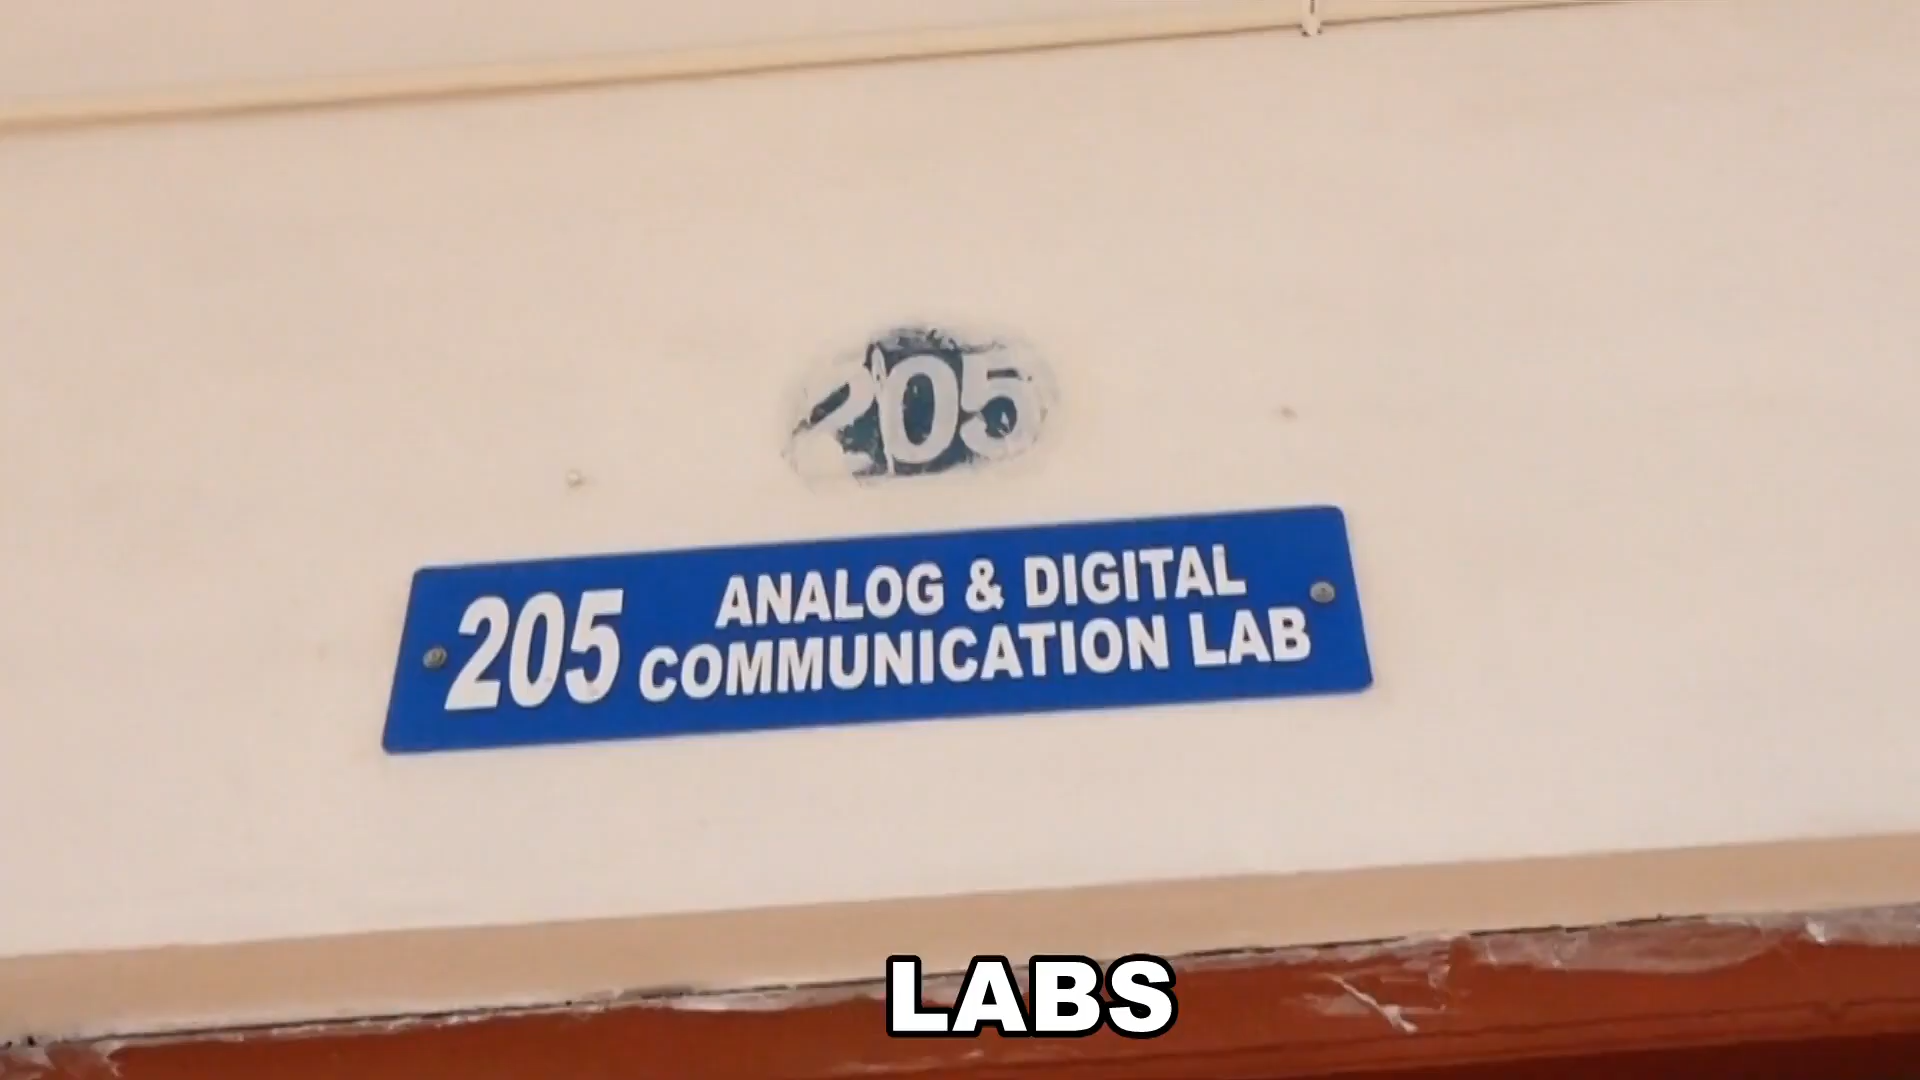 205
205 ANALOG & DIGITAL
COMMUNICATION LAB
LABS